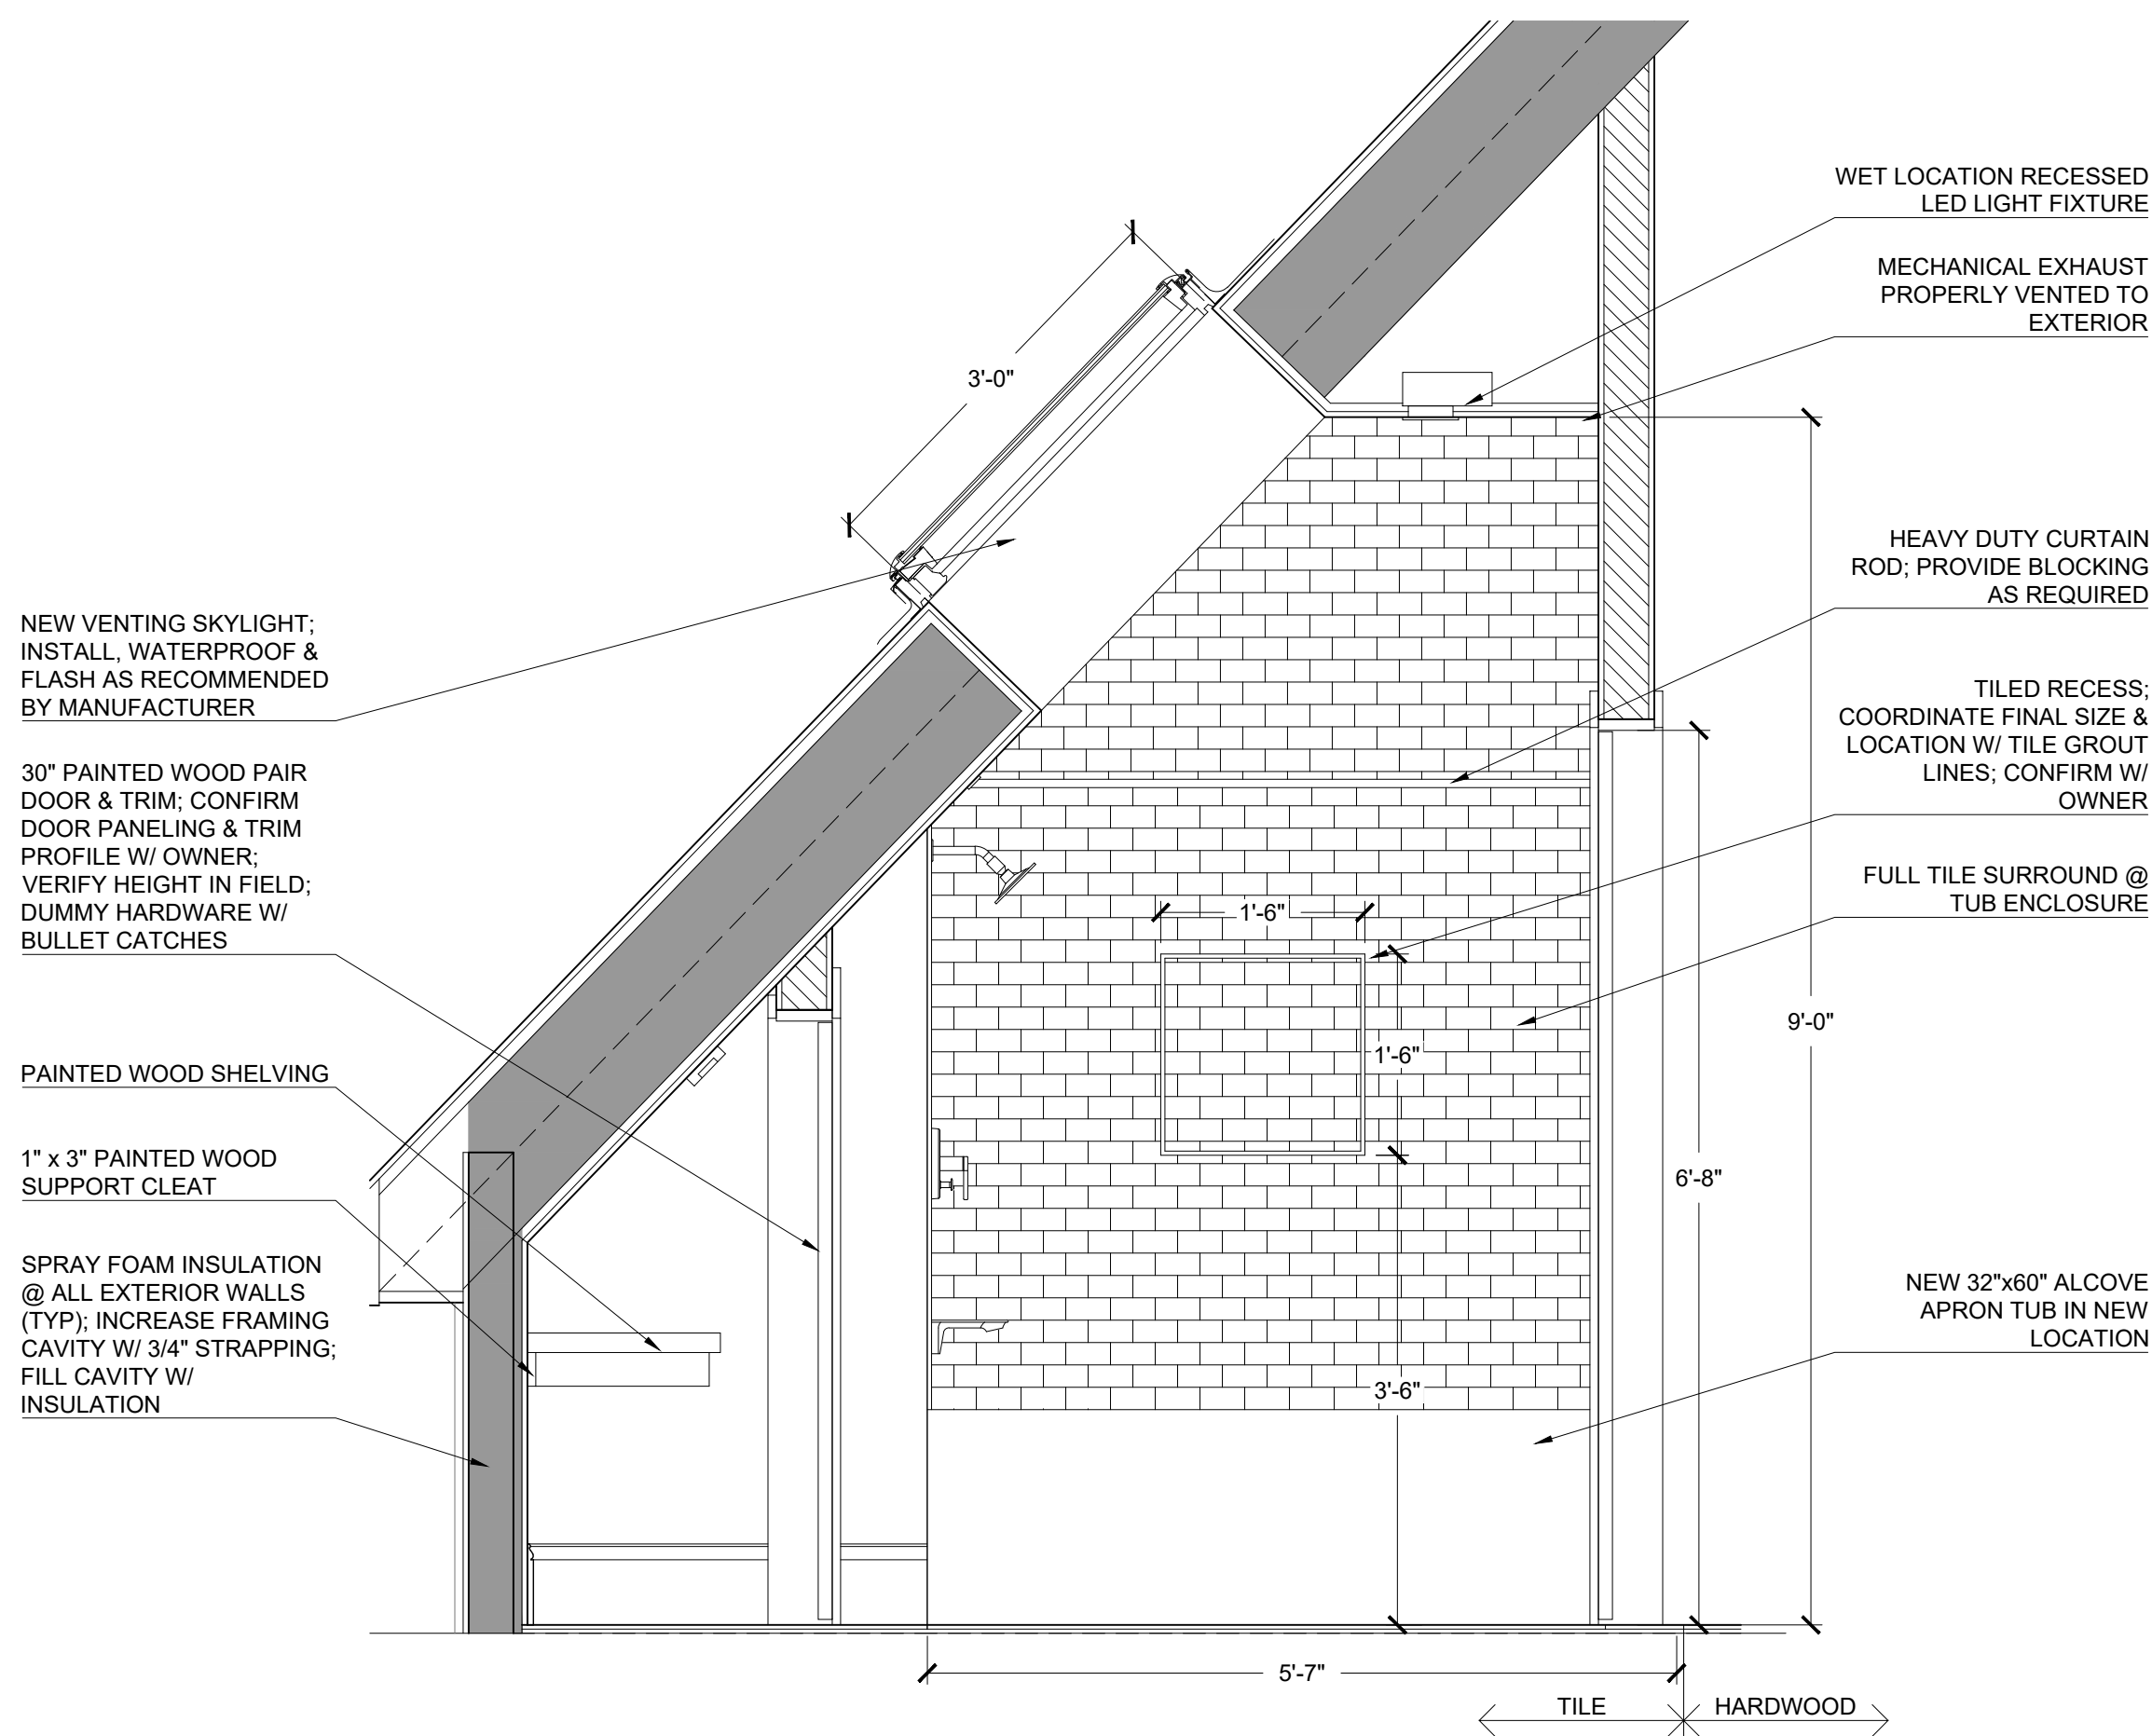 WET LOCATION RECESSED
LED LIGHT FIXTURE
MECHANICAL EXHAUST
PROPERLY VENTED TO
EXTERIOR
3'-0"
HEAVY DUTY CURTAIN
ROD; PROVIDE BLOCKING
AS REQUIRED
NEW VENTING SKYLIGHT;
INSTALL, WATERPROOF &
FLASH AS RECOMMENDED
BY MANUFACTURER
TILED RECESS;
COORDINATE FINAL SIZE &
LOCATION W/ TILE GROUT
LINES; CONFIRM W/
OWNER
30" PAINTED WOOD PAIR
DOOR & TRIM; CONFIRM
DOOR PANELING & TRIM
PROFILE W/ OWNER;
VERIFY HEIGHT IN FIELD;
DUMMY HARDWARE W/
BULLET CATCHES
FULL TILE SURROUND @
TUB ENCLOSURE
1'-6"
9'-0"
1'-6"
PAINTED WOOD SHELVING
1" x 3" PAINTED WOOD
SUPPORT CLEAT
6'-8"
SPRAY FOAM INSULATION
@ ALL EXTERIOR WALLS
(TYP); INCREASE FRAMING
CAVITY W/ 3/4" STRAPPING;
FILL CAVITY W/
INSULATION
NEW 32"x60" ALCOVE
APRON TUB IN NEW
LOCATION
3'-6"
5'-7"
TILE
HARDWOOD